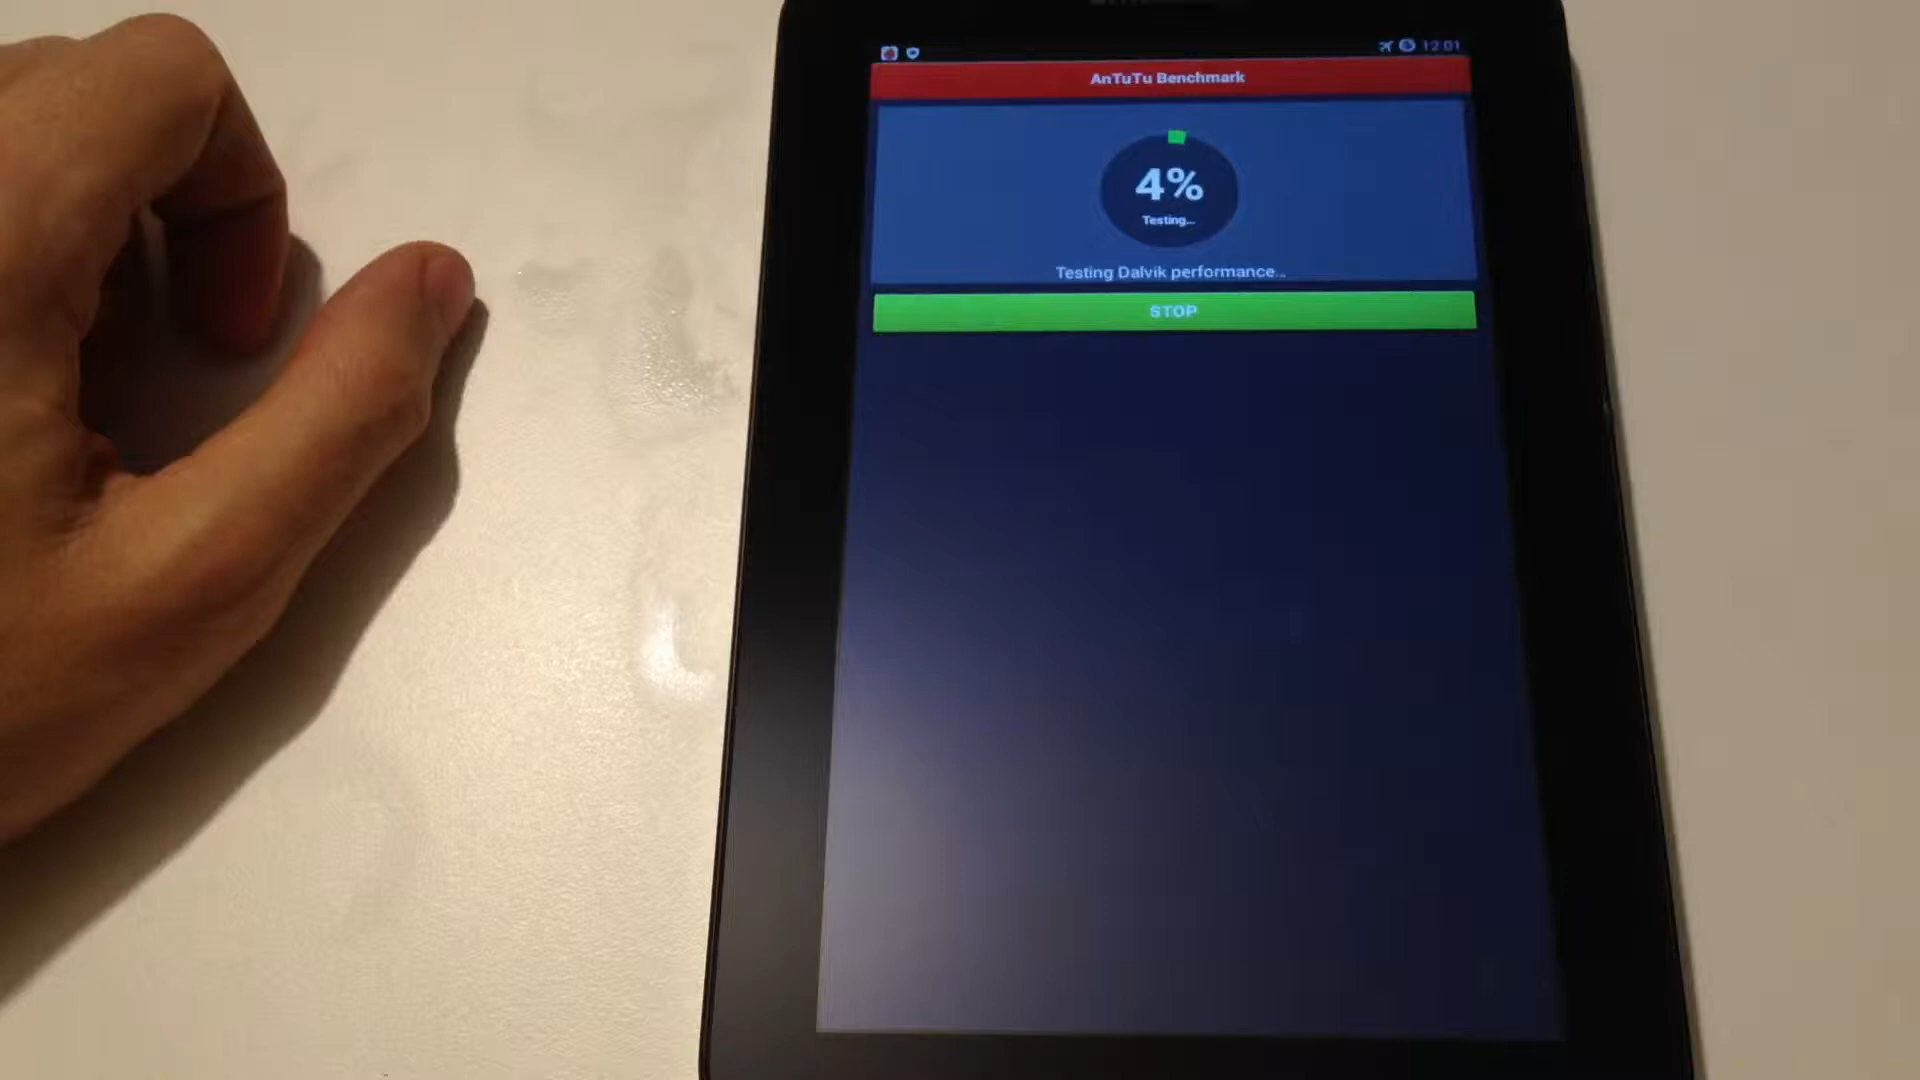 12:01
AnTuTu Benchmark
4%
Testing...
Testing Dalvik performance...
STOP